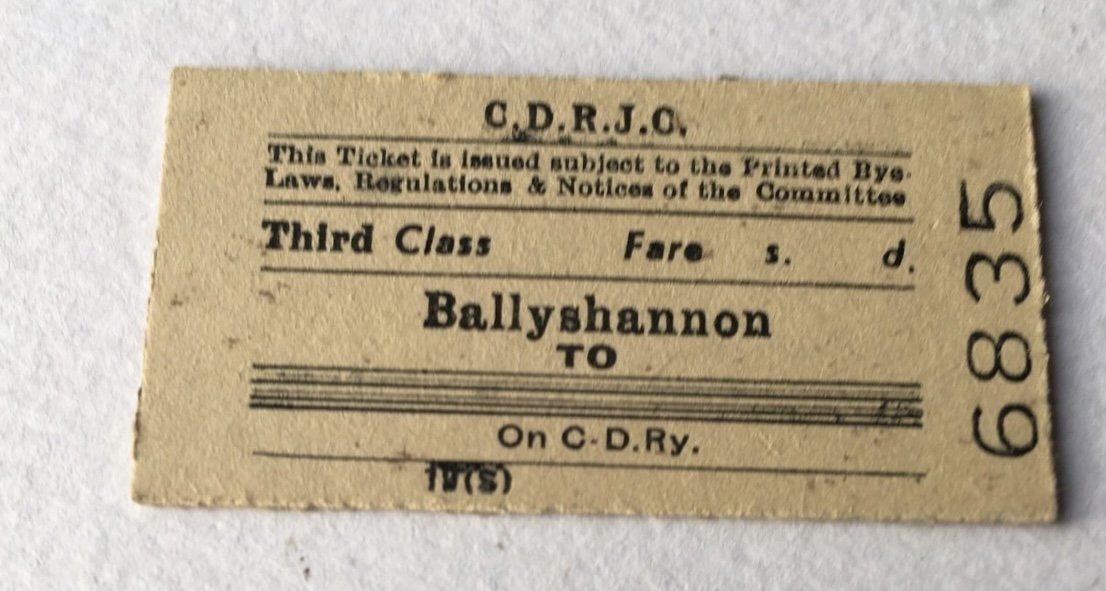 C.D.R.J.C.
This Ticket is issued subject to the Printed Bye-
Laws, Regulations & Notices of the Committee
Third Class Fare s. d.
Ballyshannon
TO
On C-D.Ry.
(S)
6835